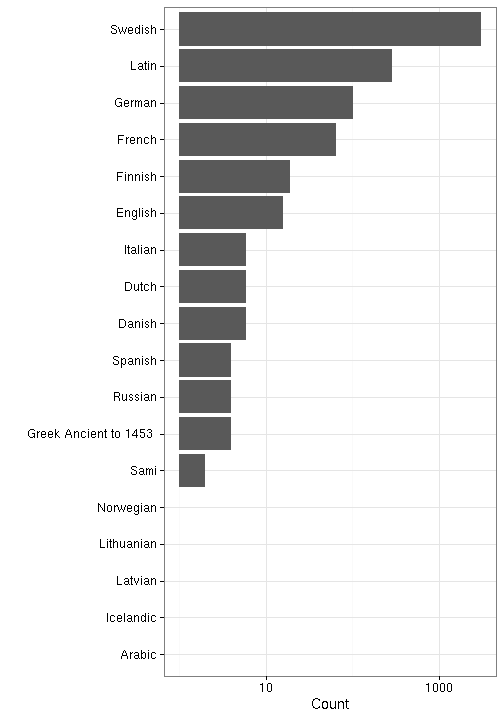 Swedish
Latin
German
French
Finnish
English
Italian
Dutch
Danish
Spanish
Russian
Greek Ancient to 1453
Sami
Norwegian
Lithuanian
Latvian
Icelandic
Arabic
10 1000
Count